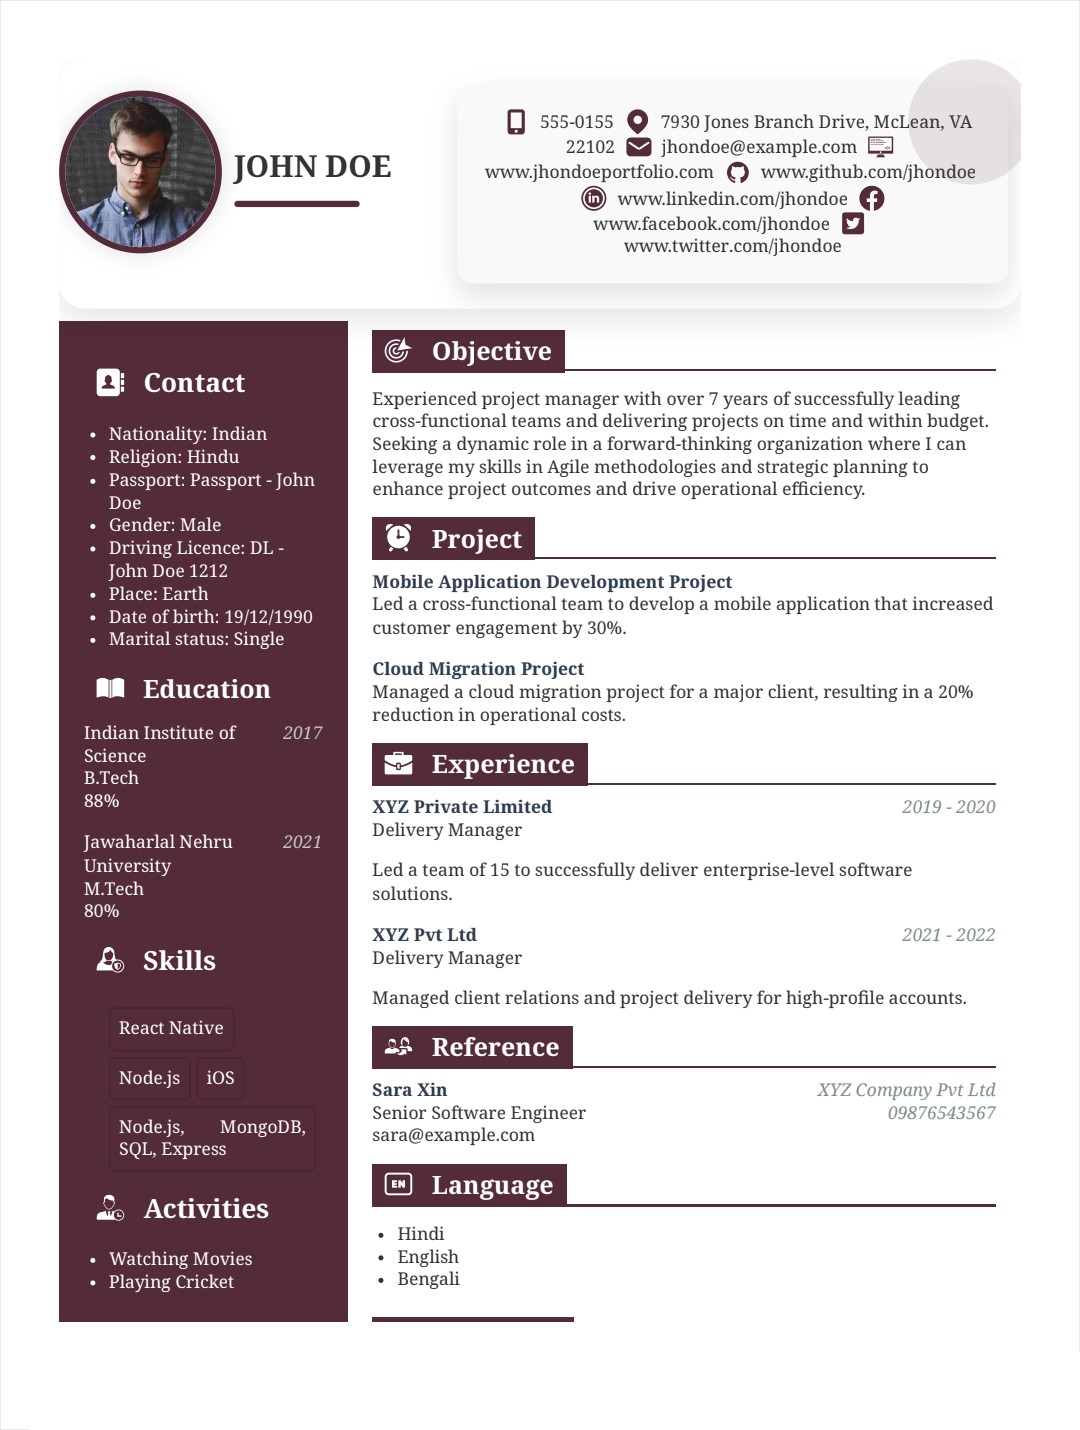 JOHN DOE
555-0155 7930 Jones Branch Drive, McLean, VA
22102 jhondoe@example.com
www.jhondoeportfolio.com www.github.com/jhondoe
www.linkedin.com/jhondoe
www.facebook.com/jhondoe
www.twitter.com/jhondoe
Contact
• Nationality: Indian
• Religion: Hindu
• Passport: Passport - John
Doe
• Gender: Male
• Driving Licence: DL -
John Doe 1212
• Place: Earth
• Date of birth: 19/12/1990
• Marital status: Single
Education
Indian Institute of 2017
Science
B.Tech
88%
Jawaharlal Nehru 2021
University
M.Tech
80%
Skills
React Native
Node.js iOS
Node.js, MongoDB,
SQL, Express
Activities
• Watching Movies
• Playing Cricket
Objective
Experienced project manager with over 7 years of successfully leading
cross-functional teams and delivering projects on time and within budget.
Seeking a dynamic role in a forward-thinking organization where I can
leverage my skills in Agile methodologies and strategic planning to
enhance project outcomes and drive operational efficiency.
Project
Mobile Application Development Project
Led a cross-functional team to develop a mobile application that increased
customer engagement by 30%.
Cloud Migration Project
Managed a cloud migration project for a major client, resulting in a 20%
reduction in operational costs.
Experience
XYZ Private Limited 2019 - 2020
Delivery Manager
Led a team of 15 to successfully deliver enterprise-level software
solutions.
XYZ Pvt Ltd 2021 - 2022
Delivery Manager
Managed client relations and project delivery for high-profile accounts.
Reference
Sara Xin XYZ Company Pvt Ltd
Senior Software Engineer 09876543567
sara@example.com
EN Language
• Hindi
• English
• Bengali